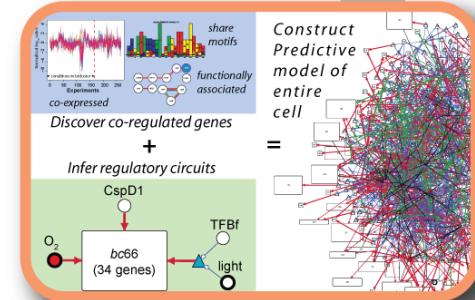 share
motifs
functionally
associated
Experiments
co-expressed
Discover co-regulated genes
+
Infer regulatory circuits
CspD1
TFBf
O2
bc66
(34 genes)
light
=
Construct
Predictive
model of
entire
cell